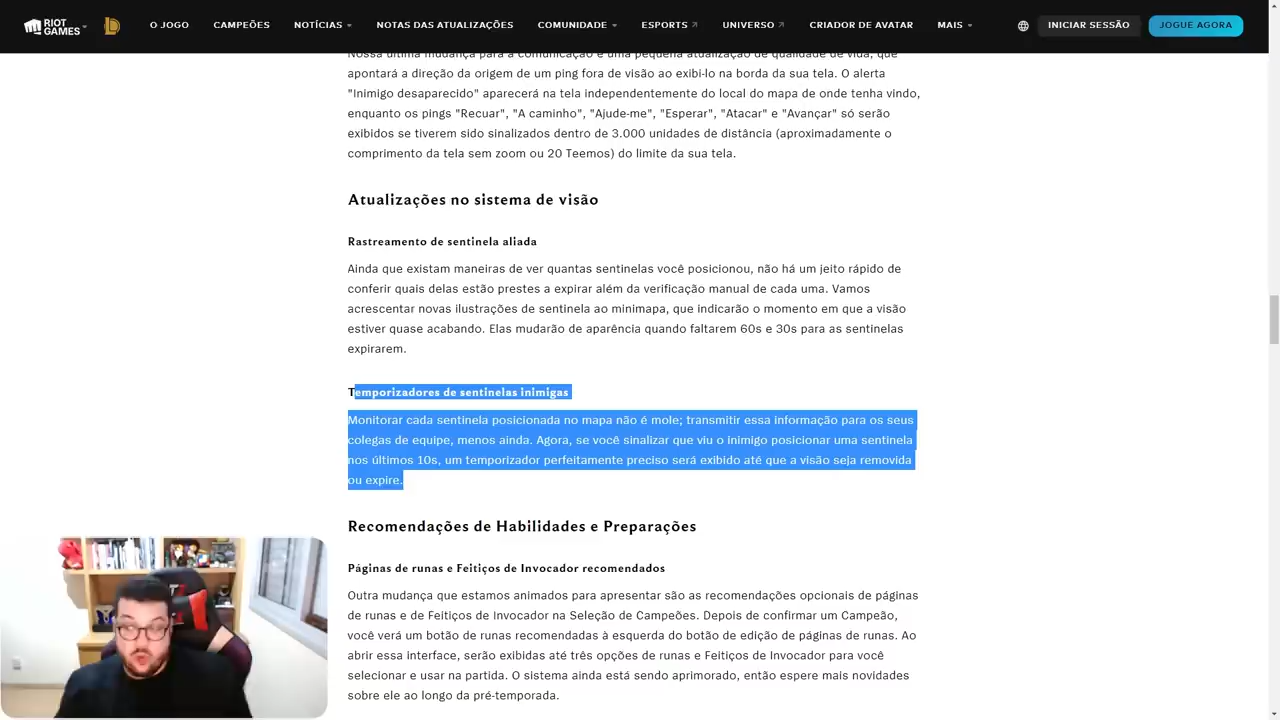 RIOT GAMES
O JOGO
CAMPEÕES
NOTÍCIAS
NOTAS DAS ATUALIZAÇÕES
COMUNIDADE
ESPORTS
UNIVERSO
CRIADOR DE AVATAR
MAIS
INICIAR SESSÃO
JOGUE AGORA
Nossa última mudança para a comunicação é uma pequena atualização de qualidade de vida, que
apontará a direção da origem de um ping fora de visão ao exibi-lo na borda da sua tela. O alerta
"Inimigo desaparecido" aparecerá na tela independentemente do local do mapa de onde tenha vindo,
enquanto os pings "Recuar", "A caminho", "Ajude-me", "Esperar", "Atacar" e "Avançar" só serão
exibidos se tiverem sido sinalizados dentro de 3.000 unidades de distância (aproximadamente o
comprimento da tela sem zoom ou 20 Teemos) do limite da sua tela.
Atualizações no sistema de visão
Rastreamento de sentinela aliada
Ainda que existam maneiras de ver quantas sentinelas você posicionou, não há um jeito rápido de
conferir quais delas estão prestes a expirar além da verificação manual de cada uma. Vamos
acrescentar novas ilustrações de sentinela ao minimapa, que indicarão o momento em que a visão
estiver quase acabando. Elas mudarão de aparência quando faltarem 60s e 30s para as sentinelas
expirarem.
Temporizadores de sentinelas inimigas
Monitorar cada sentinela posicionada no mapa não é mole; transmitir essa informação para os seus
colegas de equipe, menos ainda. Agora, se você sinalizar que viu o inimigo posicionar uma sentinela
nos últimos 10s, um temporizador perfeitamente preciso será exibido até que a visão seja removida
ou expire.
Recomendações de Habilidades e Preparações
Páginas de runas e Feitiços de Invocador recomendados
Outra mudança que estamos animados para apresentar são as recomendações opcionais de páginas
de runas e de Feitiços de Invocador na Seleção de Campeões. Depois de confirmar um Campeão,
você verá um botão de runas recomendadas à esquerda do botão de edição de páginas de runas. Ao
abrir essa interface, serão exibidas até três opções de runas e Feitiços de Invocador para você
selecionar e usar na partida. O sistema ainda está sendo aprimorado, então espere mais novidades
sobre ele ao longo da pré-temporada.